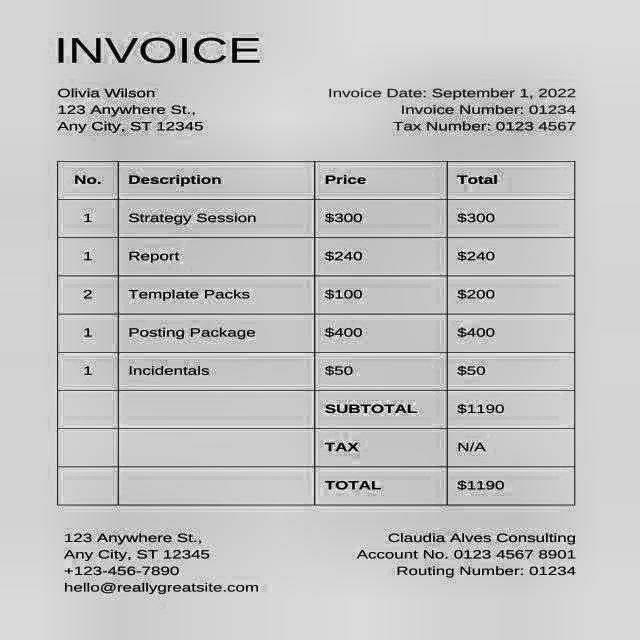 INVOICE
Olivia Wilson
123 Anywhere St.,
Any City, ST 12345
Invoice Date: September 1, 2022
Invoice Number: 01234
Tax Number: 0123 4567
No. Description Price Total
1 Strategy Session $300 $300
1 Report $240 $240
2 Template Packs $100 $200
1 Posting Package $400 $400
1 Incidentals $50 $50
SUBTOTAL $1190
TAX N/A
TOTAL $1190
123 Anywhere St.,
Any City, ST 12345
+123-456-7890
hello@reallygreatsite.com
Claudia Alves Consulting
Account No. 0123 4567 8901
Routing Number: 01234